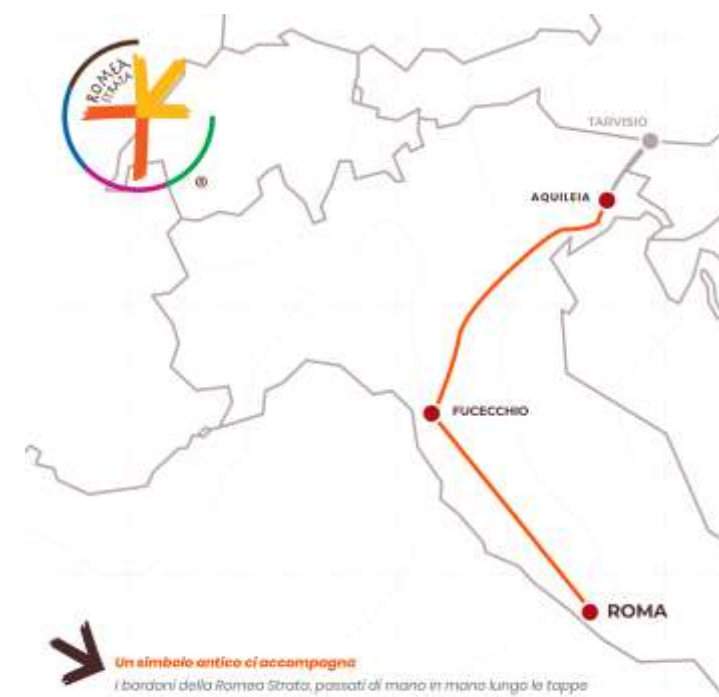 ROMEA
STRATA
®
TARVISIO
AQUILEIA
FUCECCHIO
ROMA
Un simbolo antico ci accompagna
I bordoni della Romea Strata, passati di mano in mano lungo le tappe